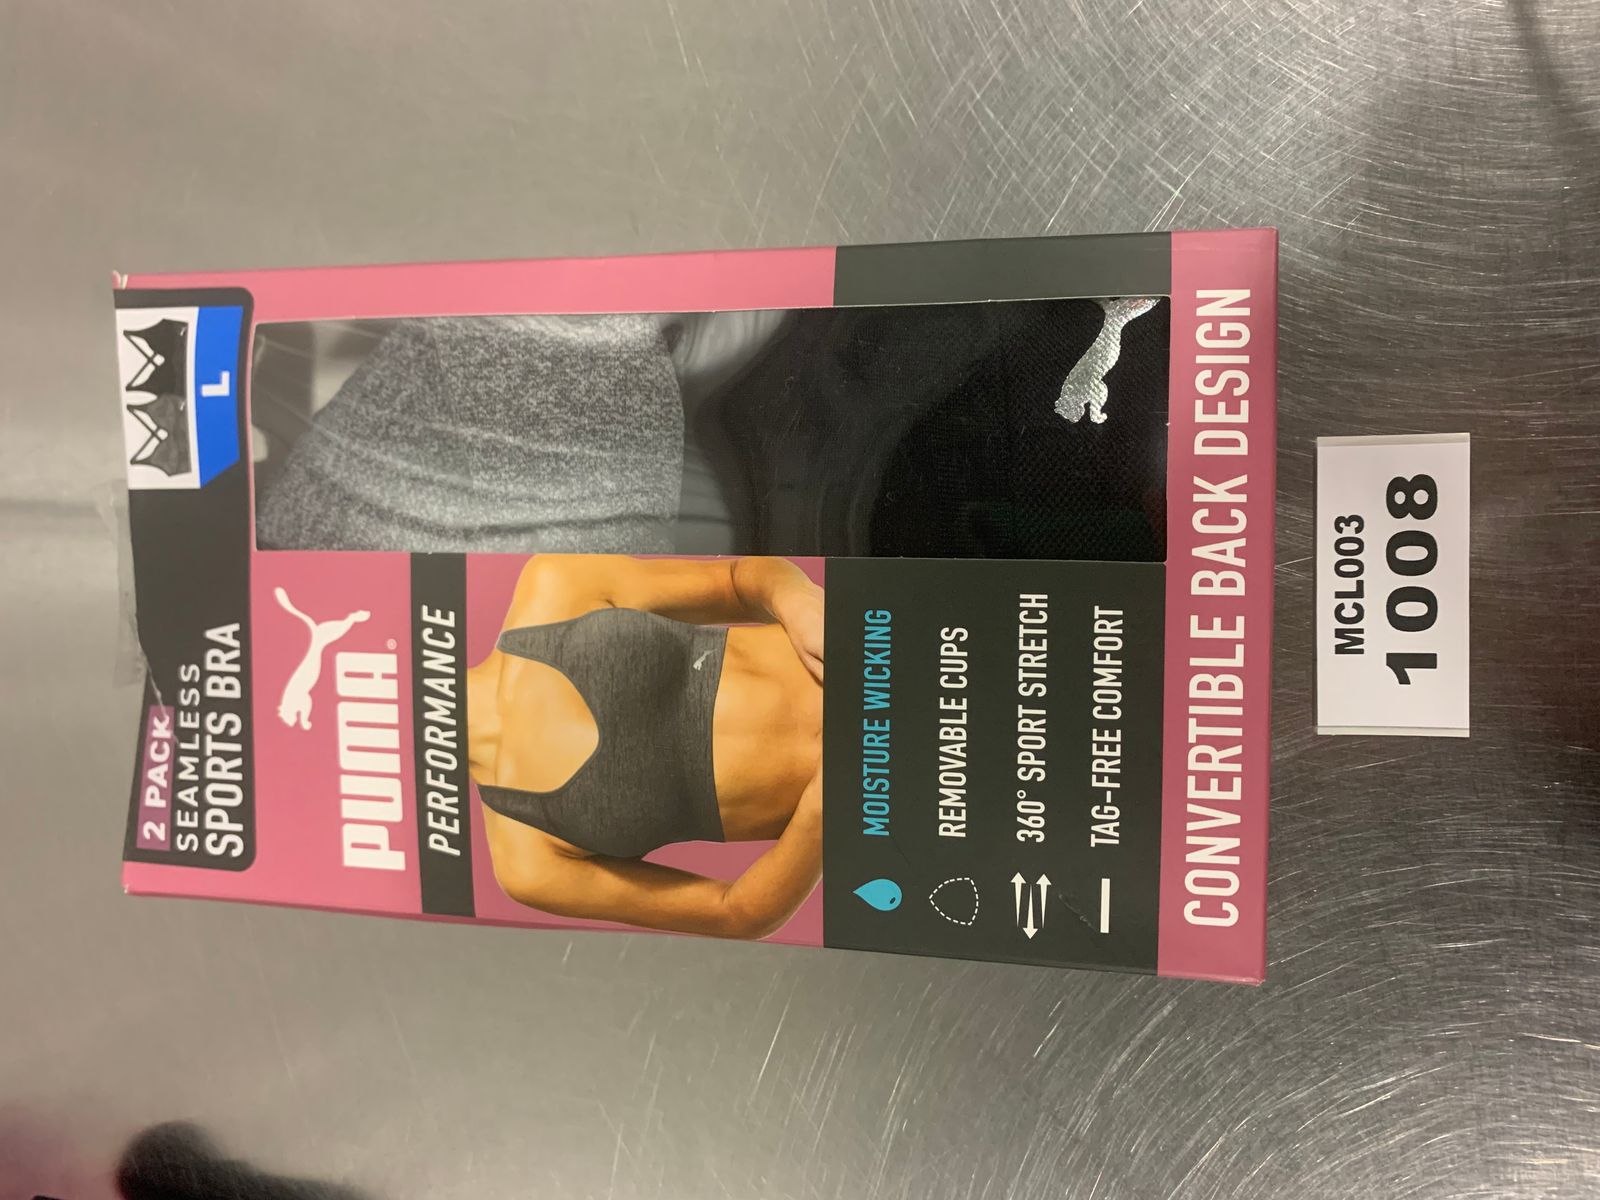 2 PACK
SEAMLESS
SPORTS BRA
L
PUMA®
PERFORMANCE
MOISTURE WICKING
REMOVABLE CUPS
360° SPORT STRETCH
TAG-FREE COMFORT
CONVERTIBLE BACK DESIGN
MCL003
1008